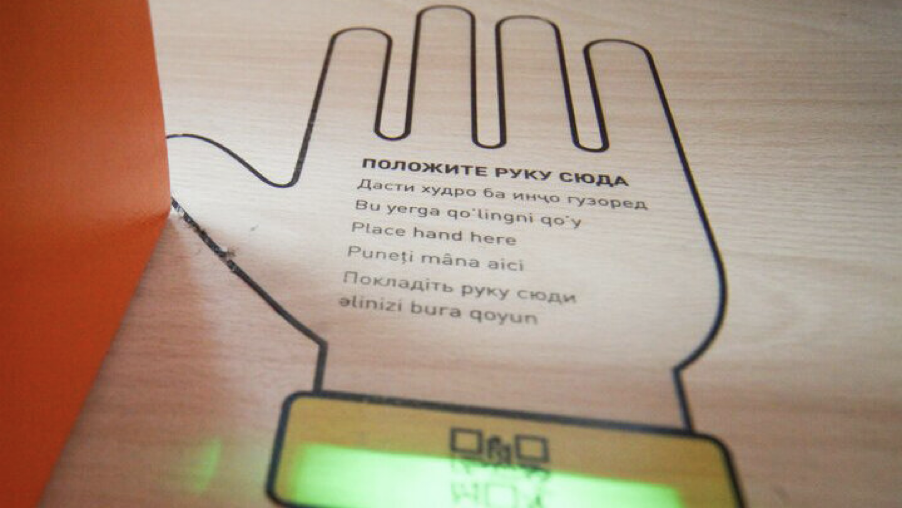 ПОЛОЖИТЕ РУКУ СЮДА
Дасти худро ба инҷо гузоред
Bu yerga qo'lingni qo'y
Place hand here
Puneți mâna aici
Покладіть руку сюди
əlinizi bura qoyun